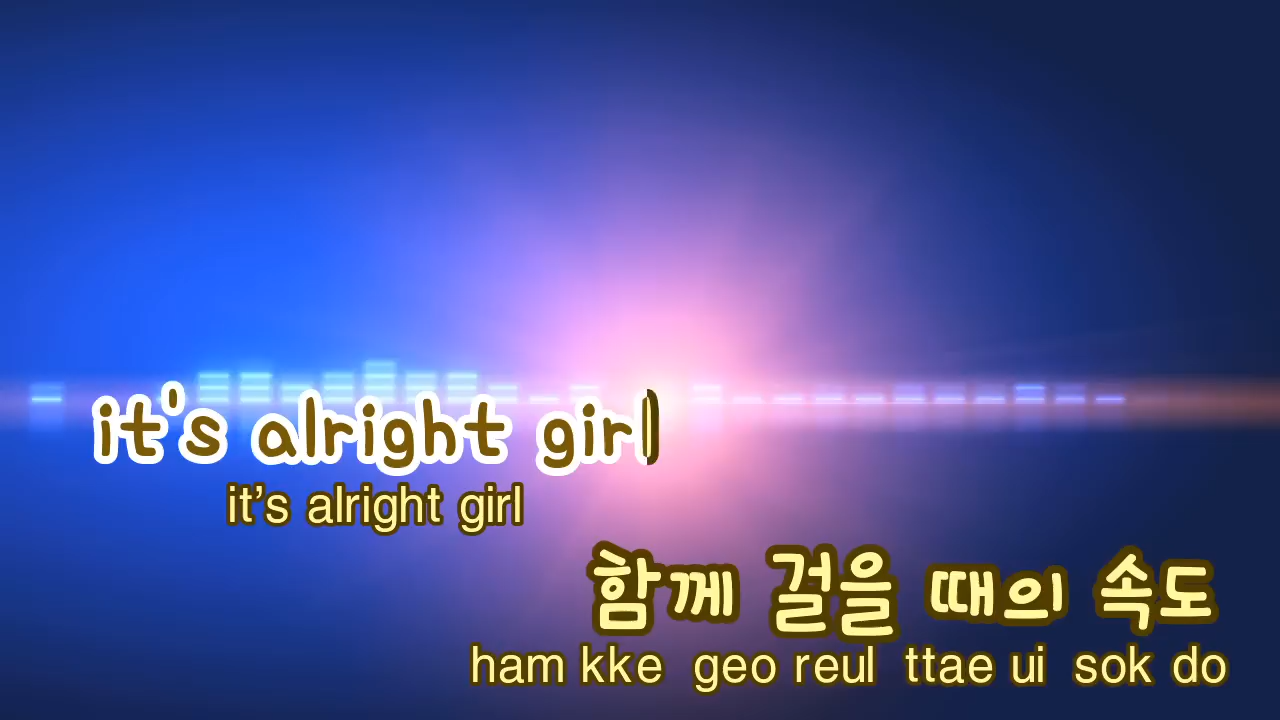 it's alright girl
it’s alright girl
함께 걸을 때의 속도
ham kke geo reul ttae ui sok do